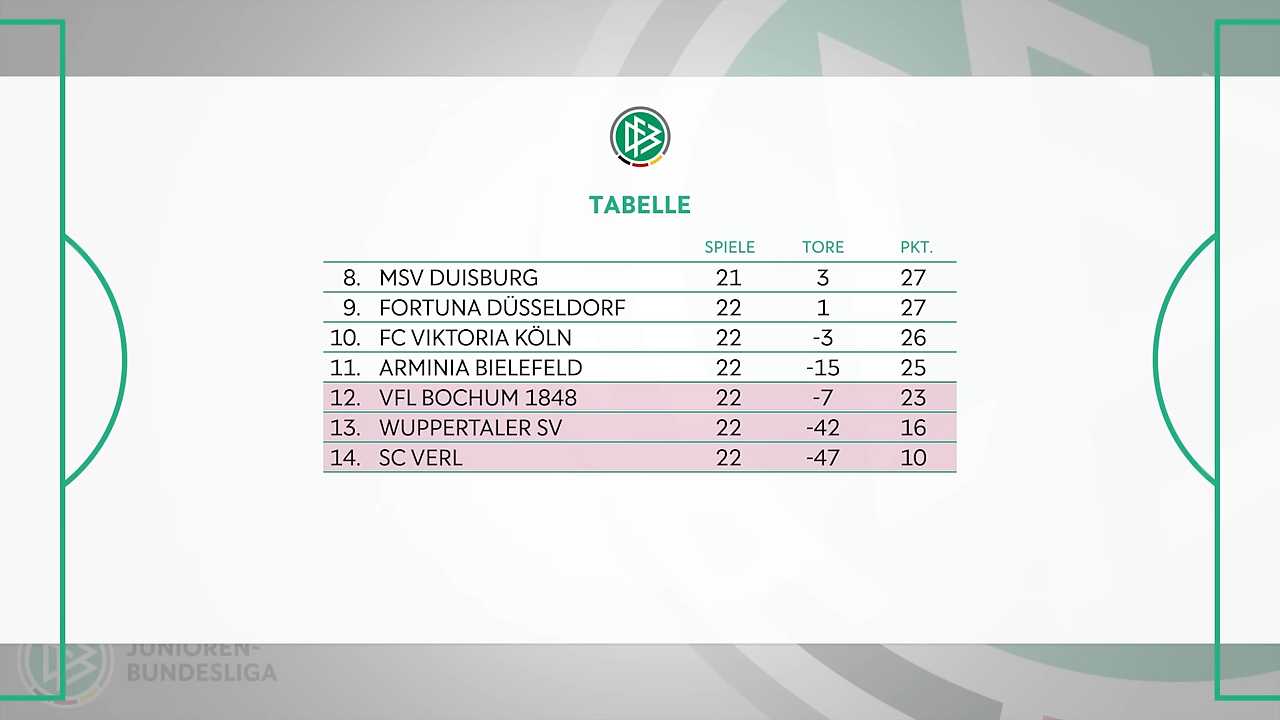 DFB
TABELLE
SPIELE TORE PKT.
8. MSV DUISBURG 21 3 27
9. FORTUNA DÜSSELDORF 22 1 27
10. FC VIKTORIA KÖLN 22 -3 26
11. ARMINIA BIELEFELD 22 -15 25
12. VFL BOCHUM 1848 22 -7 23
13. WUPPERTALER SV 22 -42 16
14. SC VERL 22 -47 10
DFB JUNIOREN-
BUNDESLIGA